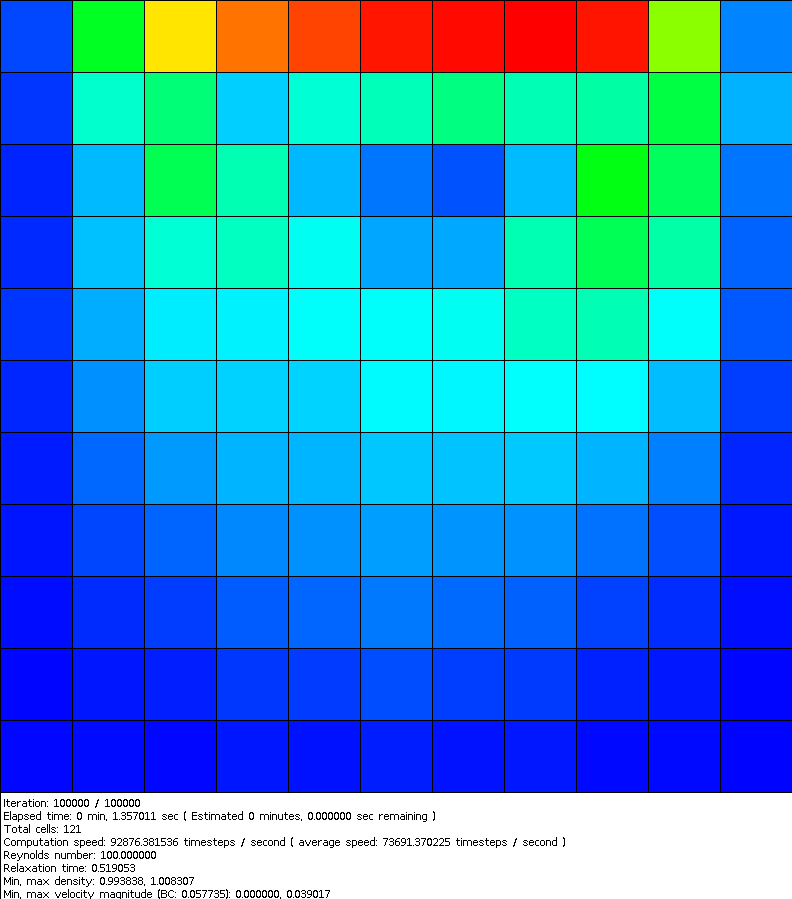 Iteration: 100000 / 100000
Elapsed time: 0 min, 1.357011 sec ( Estimated 0 minutes, 0.000000 sec remaining )
Total cells: 121
Computation speed: 92876.381536 timesteps / second ( average speed: 73691.370225 timesteps / second )
Reynolds number: 100.000000
Relaxation time: 0.519053
Min, max density: 0.993838, 1.008307
Min, max velocity magnitude (BC: 0.057735): 0.000000, 0.039017